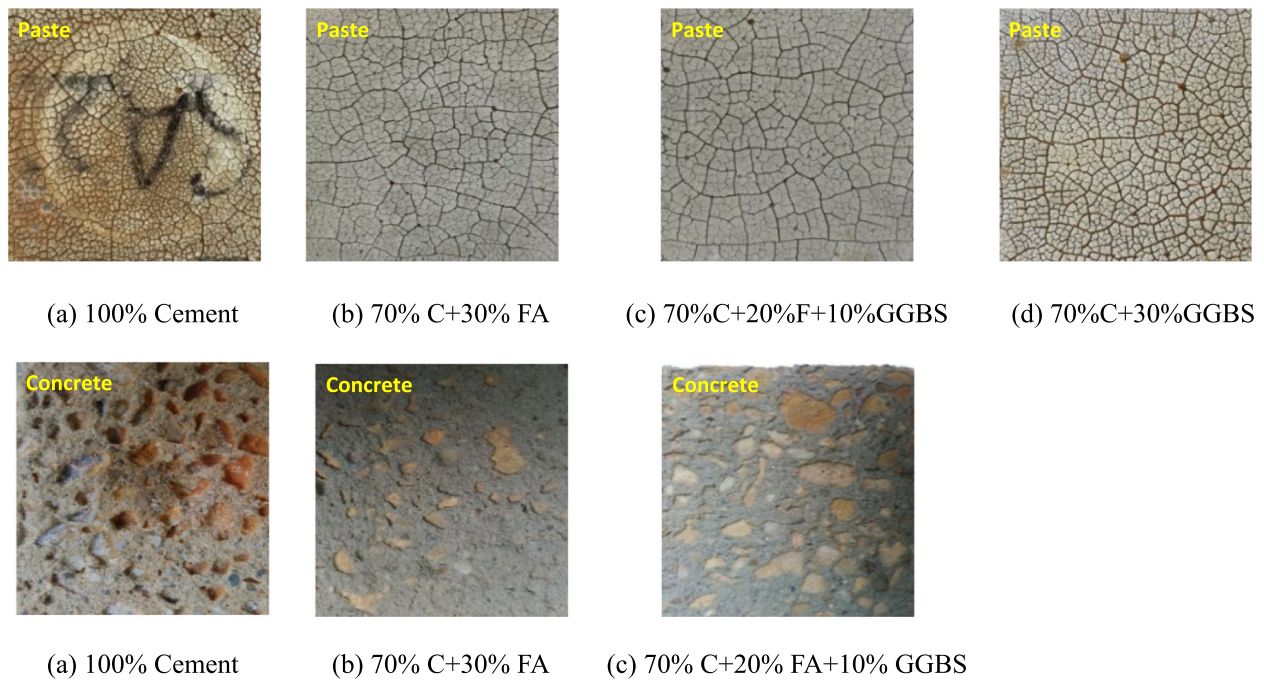 Paste Paste Paste Paste
(a) 100% Cement (b) 70% C+30% FA (c) 70%C+20%F+10%GGBS (d) 70%C+30%GGBS
Concrete Concrete Concrete
(a) 100% Cement (b) 70% C+30% FA (c) 70% C+20% FA+10% GGBS